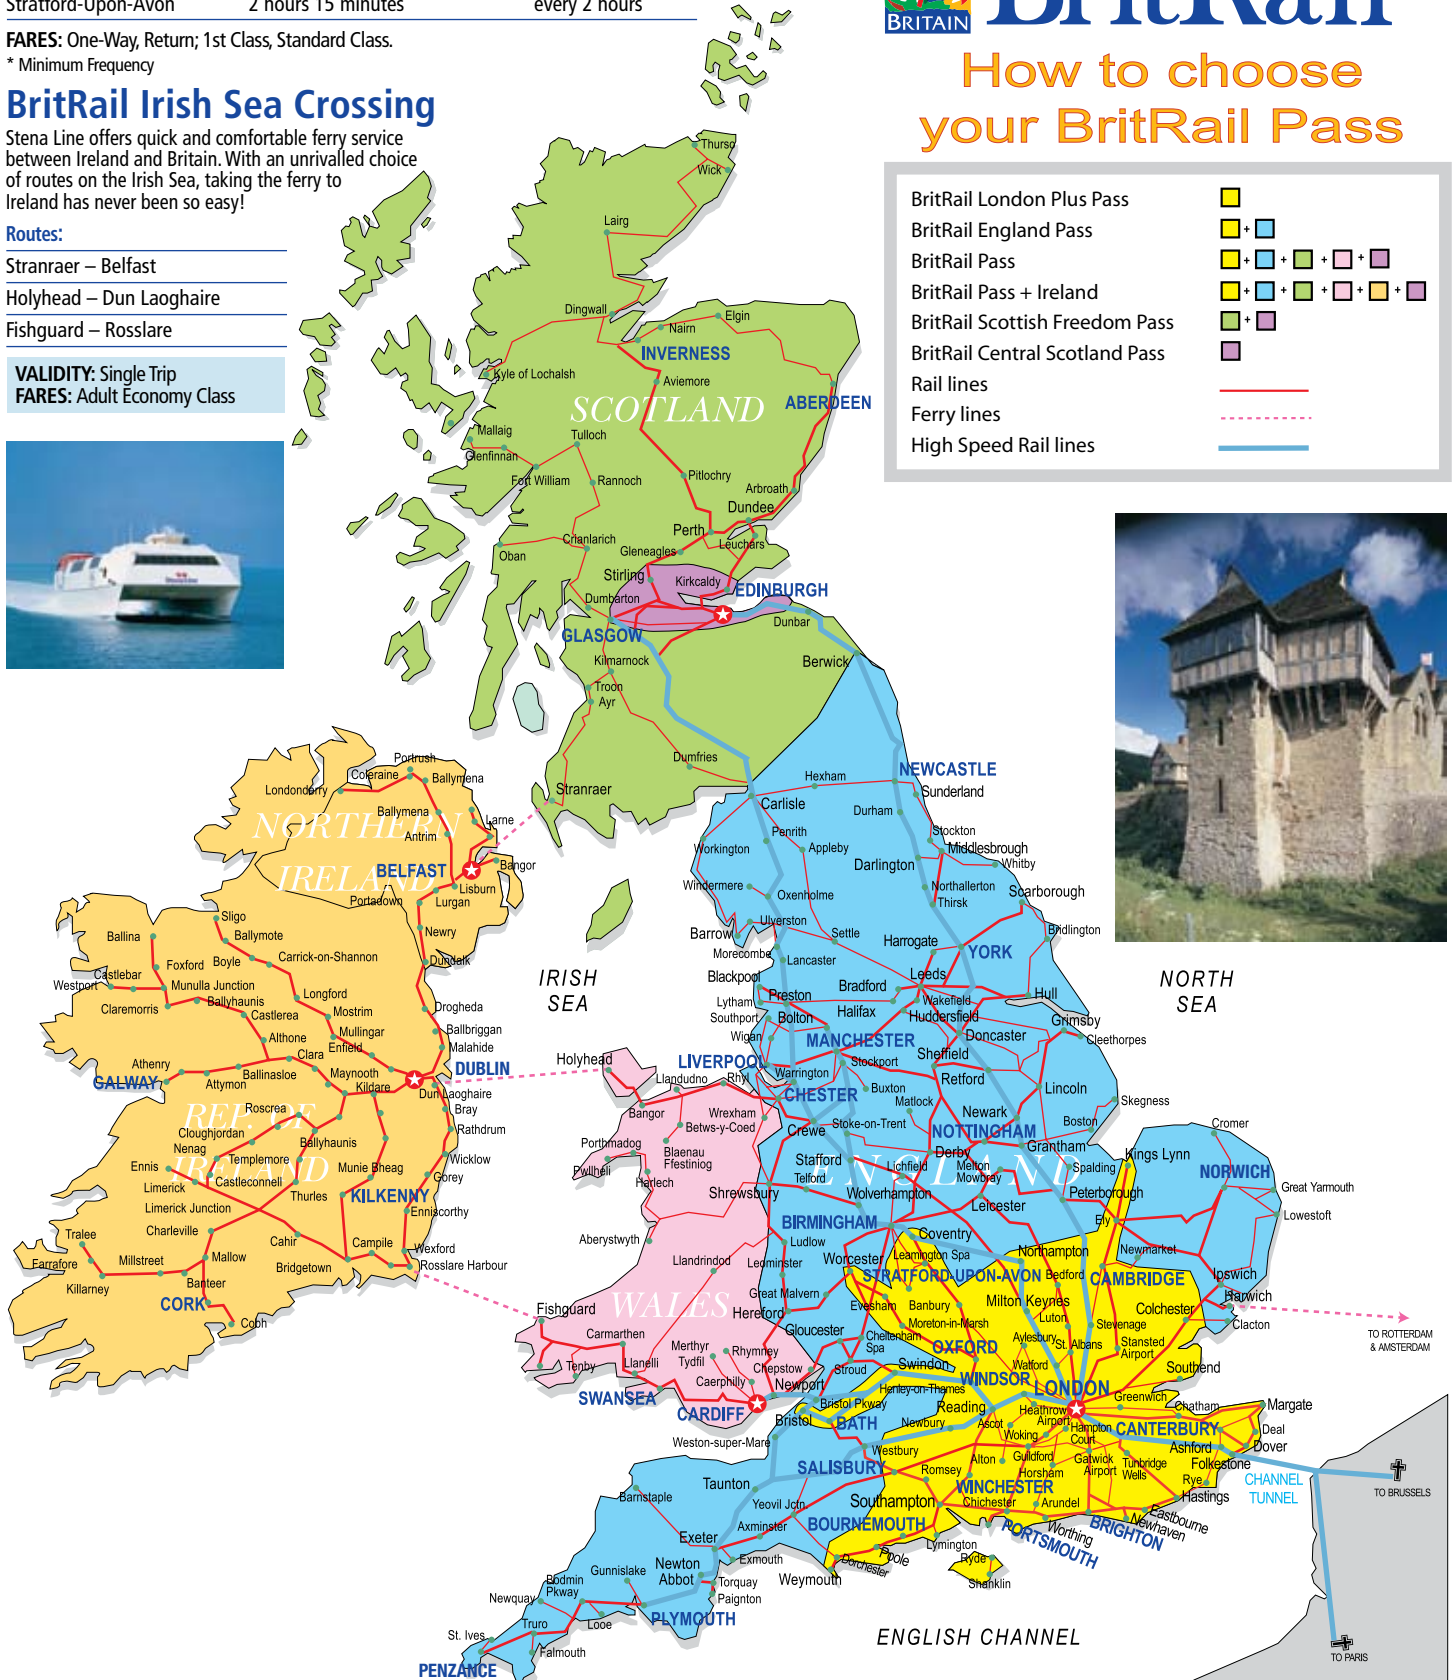 Stratford-Upon-Avon 2 hours 15 minutes every 2 hours
FARES: One-Way, Return; 1st Class, Standard Class.
* Minimum Frequency
BritRail Irish Sea Crossing
Stena Line offers quick and comfortable ferry service
between Ireland and Britain. With an unrivalled choice
of routes on the Irish Sea, taking the ferry to
Ireland has never been so easy!
Routes:
Stranraer – Belfast
Holyhead – Dun Laoghaire
Fishguard – Rosslare
VALIDITY: Single Trip
FARES: Adult Economy Class
BRITAIN
BritRail
How to choose
your BritRail Pass
BritRail London Plus Pass
BritRail England Pass
BritRail Pass
BritRail Pass + Ireland
BritRail Scottish Freedom Pass
BritRail Central Scotland Pass
Rail lines
Ferry lines
High Speed Rail lines
Thurso
Wick
Lairg
Dingwall
Nairn
Elgin
INVERNESS
Kyle of Lochalsh
Aviemore
SCOTLAND
ABERDEEN
Mallaig
Glenfinnan
Tulloch
Fort William
Rannoch
Pitlochry
Arbroath
Dundee
Perth
Leuchars
Crianlarich
Oban
Gleneagles
Stirling
Kirkcaldy
EDINBURGH
Dumbarton
Dunbar
GLASGOW
Berwick
Kilmarnock
Troon
Ayr
Dumfries
Stranraer
Portrush
Coleraine
Ballymena
Londonderry
Ballymena
Larne
Antrim
NORTHERN
IRELAND
BELFAST
Bangor
Lisburn
Portadown
Lurgan
Newry
Dundalk
Sligo
Ballymote
Ballina
Boyle
Carrick-on-Shannon
Foxford
Castlebar
Westport
Munulla Junction
Claremorris
Ballyhaunis
Castlerea
Longford
Mostrim
Mullingar
Drogheda
Ballbriggan
Malahide
Althone
Enfield
Athenry
Clara
DUBLIN
GALWAY
Attymon
Ballinasloe
Maynooth
Kildare
Dun Laoghaire
Bray
REP. OF
IRELAND
Roscrea
Rathdrum
Cloughjordan
Nenag
Ballyhaunis
Templemore
Ennis
Castleconnell
Munie Bheag
Wicklow
Gorey
Limerick
Thurles
KILKENNY
Limerick Junction
Enniscorthy
Charleville
Tralee
Cahir
Campile
Wexford
Farrafore
Millstreet
Mallow
Bridgetown
Rosslare Harbour
Killarney
Banteer
CORK
Cobh
IRISH
SEA
NORTH
SEA
Hexham
NEWCASTLE
Sunderland
Carlisle
Durham
Penrith
Appleby
Stockton
Middlesbrough
Workington
Darlington
Whitby
Windermere
Oxenholme
Northallerton
Thirsk
Scarborough
Ulverston
Barrow
Settle
Harrogate
YORK
Bridlington
Morecombe
Lancaster
Blackpool
Leeds
Bradford
Hull
Lytham
Preston
Wakefield
Halifax
Huddersfield
Southport
Bolton
Grimsby
Wigan
MANCHESTER
Doncaster
Cleethorpes
Holyhead
LIVERPOOL
Stockport
Sheffield
Llandudno
Rhyl
Warrington
Retford
Buxton
Lincoln
CHESTER
Matlock
Skegness
Bangor
Wrexham
Newark
Betws-y-Coed
Crewe
Stoke-on-Trent
Boston
NOTTINGHAM
Cromer
Porthmadog
Blaenau
Ffestiniog
Derby
Grantham
Pwllheli
Stafford
ENGLAND
Kings Lynn
Lichfield
Melton
Mowbray
Spalding
NORWICH
Harlech
Telford
Shrewsbury
Wolverhampton
Peterborough
Great Yarmouth
Leicester
Lowestoft
BIRMINGHAM
Ely
Aberystwyth
Ludlow
Coventry
Llandrindod
Leominster
Worcester
Leamington Spa
Northampton
Newmarket
STRATFORD-UPON-AVON
Bedford
CAMBRIDGE
Ipswich
Great Malvern
Evesham
Banbury
Milton Keynes
Harwich
Fishguard
WALES
Hereford
Moreton-in-Marsh
Luton
Colchester
Stevenage
Clacton
Carmarthen
Gloucester
Cheltenham
Spa
OXFORD
Aylesbury
St. Albans
Stansted
Airport
TO ROTTERDAM
& AMSTERDAM
Merthyr
Tydfil
Rhymney
Tenby
Llanelli
Chepstow
Stroud
Swindon
Watford
Southend
Caerphilly
Newport
WINDSOR
LONDON
SWANSEA
Henley-on-Thames
Greenwich
CARDIFF
Bristol Pkway
Reading
Heathrow
Airport
Chatham
Margate
Bristol
BATH
Newbury
Ascot
Hampton
Court
CANTERBURY
Deal
Weston-super-Mare
Woking
Dover
Westbury
Ashford
Alton
Guildford
Gatwick
Airport
Tunbridge
Wells
Folkestone
SALISBURY
Romsey
Horsham
Rye
CHANNEL
TUNNEL
TO BRUSSELS
Taunton
WINCHESTER
Hastings
Barnstaple
Yeovil Jctn.
Southampton
Chichester
Arundel
Eastbourne
BOURNEMOUTH
PORTSMOUTH
Worthing
BRIGHTON
Newhaven
Axminster
Exeter
Lymington
Exmouth
Dorchester
Poole
Ryde
Gunnislake
Newton
Abbot
Weymouth
Shanklin
Bodmin
Pkway
Torquay
Paignton
Newquay
Looe
PLYMOUTH
Truro
St. Ives
Falmouth
ENGLISH CHANNEL
TO PARIS
PENZANCE